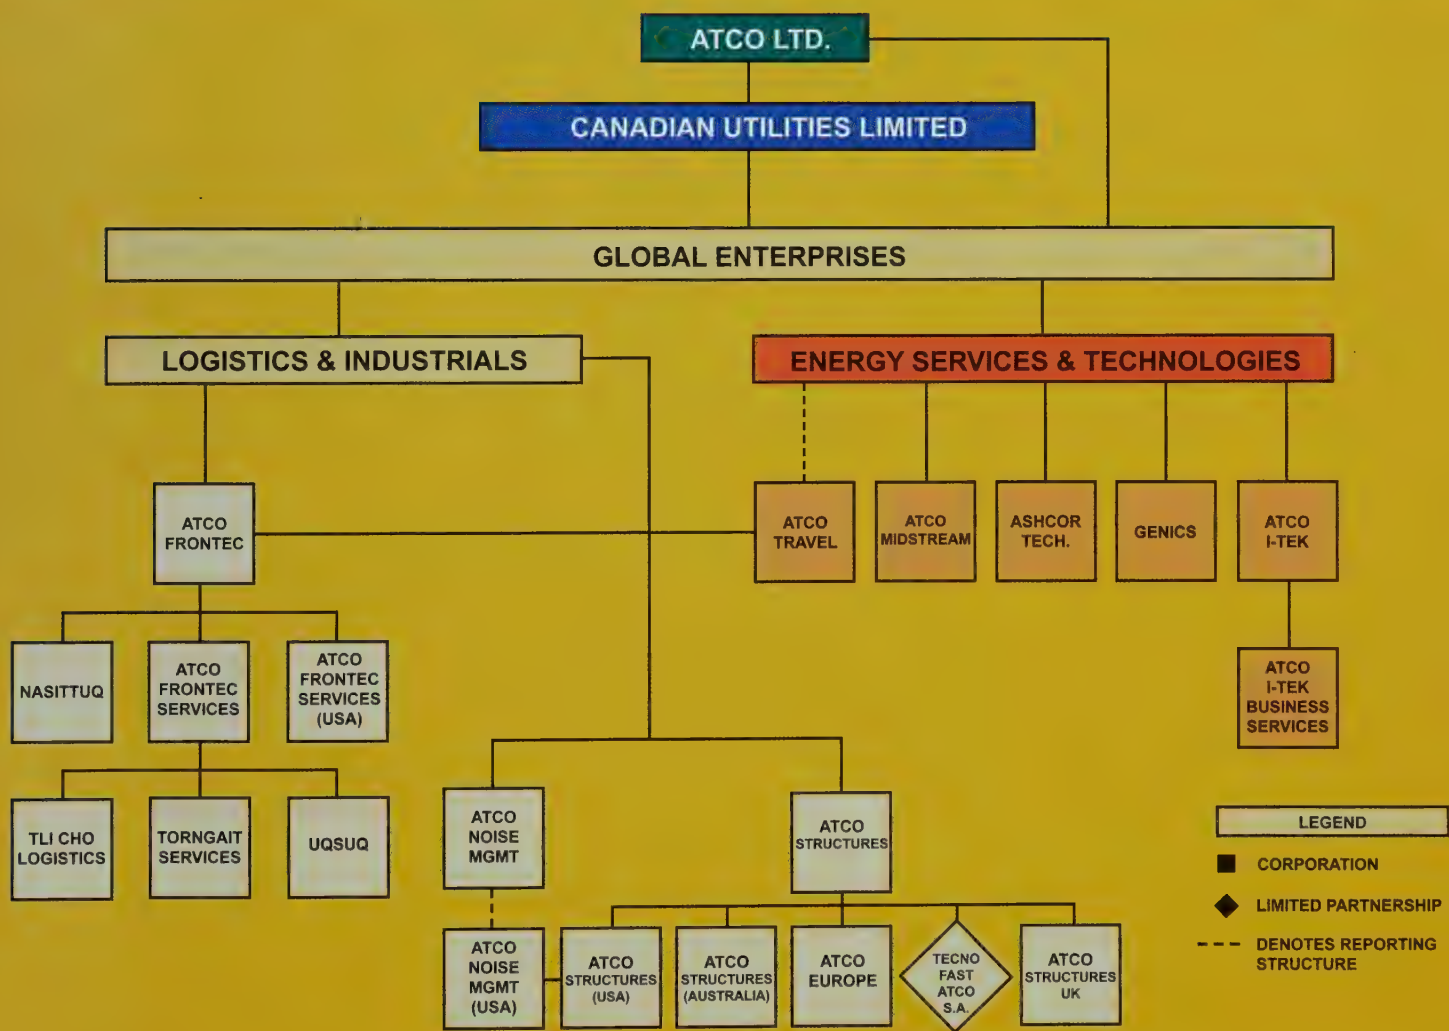 ATCO LTD.
CANADIAN UTILITIES LIMITED
GLOBAL ENTERPRISES
LOGISTICS & INDUSTRIALS
ENERGY SERVICES & TECHNOLOGIES
ATCO
FRONTEC
ATCO
TRAVEL
ATCO
MIDSTREAM
ASHCOR
TECH.
GENICS
ATCO
I-TEK
NASITTUQ
ATCO
FRONTEC
SERVICES
ATCO
FRONTEC
SERVICES
(USA)
ATCO
I-TEK
BUSINESS
SERVICES
TLI CHO
LOGISTICS
TORNGAIT
SERVICES
UQSUQ
ATCO
NOISE
MGMT
ATCO
STRUCTURES
ATCO
NOISE
MGMT
(USA)
ATCO
STRUCTURES
(USA)
ATCO
STRUCTURES
(AUSTRALIA)
ATCO
EUROPE
TECNO
FAST
ATCO
S.A.
ATCO
STRUCTURES
UK
LEGEND
CORPORATION
LIMITED PARTNERSHIP
DENOTES REPORTING
STRUCTURE